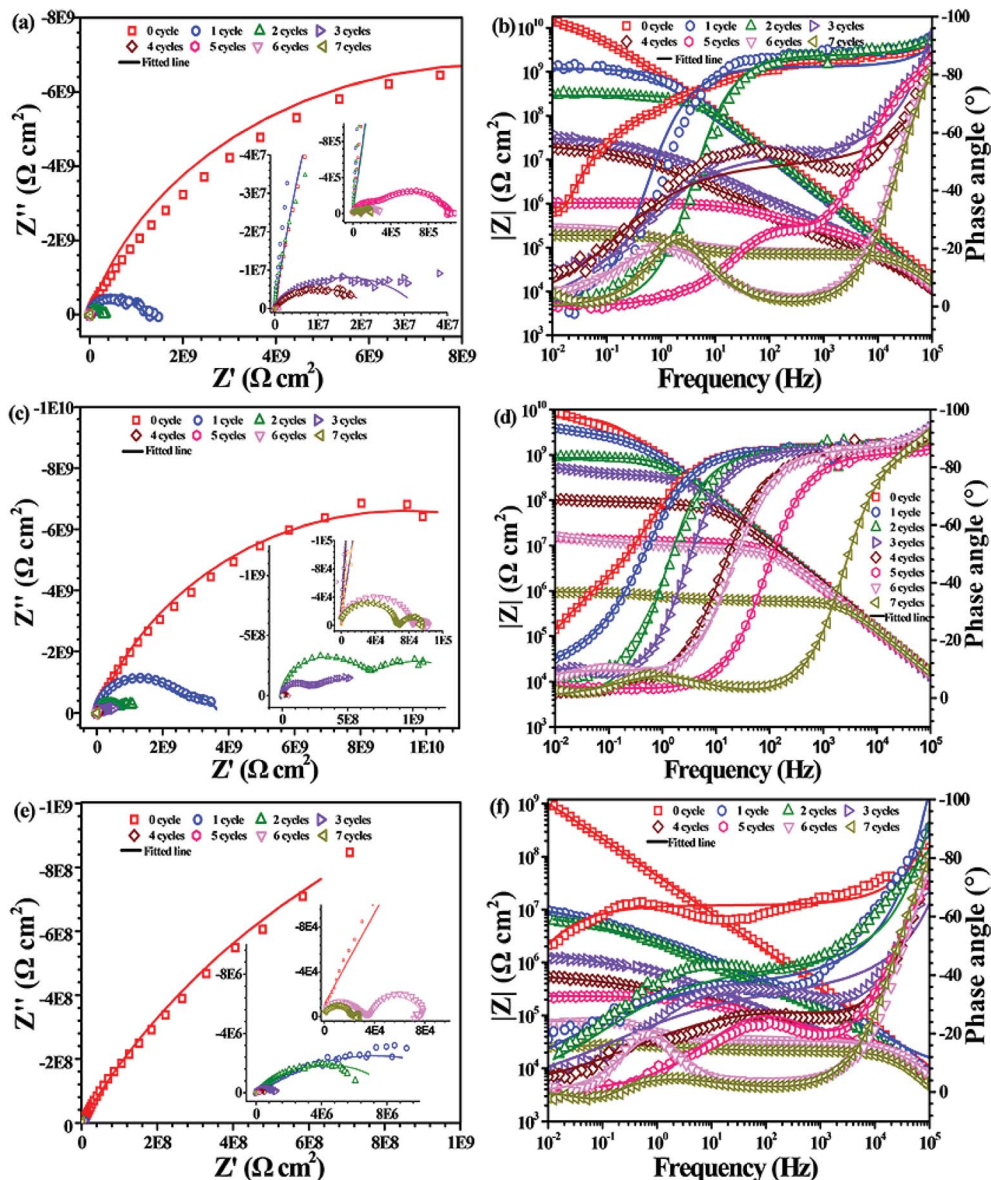 (a)
-8E9
-6E9
-4E9
-2E9
0
Z'' (Ω cm²)
0 cycle 1 cycle 2 cycles 3 cycles
4 cycles 5 cycles 6 cycles 7 cycles
Fitted line
-4E7
-1E7
0
1E7 2E7 3E7 4E7
0
4E5 8E5
0 2E9 4E9 6E9 8E9
Z' (Ω cm²)
(b)
10¹⁰
10⁹
10⁸
10⁷
10⁶
10⁵
10⁴
10³
|Z| (Ω cm²)
0 cycle 1 cycle 2 cycles 3 cycles
4 cycles 5 cycles 6 cycles 7 cycles
Fitted line
-100
-80
-60
-40
-20
0
Phase angle (°)
10⁻² 10⁻¹ 10⁰ 10¹ 10² 10³ 10⁴ 10⁵
Frequency (Hz)
(c)
-1E10
-8E9
-6E9
-4E9
-2E9
0
Z'' (Ω cm²)
0 cycle 1 cycle 2 cycles 3 cycles
4 cycles 5 cycles 6 cycles 7 cycles
Fitted line
-1E9
-5E8
0
5E8 1E9
-1E5
-8E4
-4E4
0
0 4E4 8E4 1E5
0 2E9 4E9 6E9 8E9 1E10
Z' (Ω cm²)
(d)
10¹⁰
10⁹
10⁸
10⁷
10⁶
10⁵
10⁴
10³
|Z| (Ω cm²)
0 cycle
1 cycle
2 cycles
3 cycles
4 cycles
5 cycles
6 cycles
7 cycles
Fitted line
-100
-80
-60
-40
-20
0
Phase angle (°)
10⁻² 10⁻¹ 10⁰ 10¹ 10² 10³ 10⁴ 10⁵
Frequency (Hz)
(e)
-1E9
-8E8
-6E8
-4E8
-2E8
0
Z'' (Ω cm²)
0 cycle 1 cycle 2 cycles 3 cycles
4 cycles 5 cycles 6 cycles 7 cycles
Fitted line
-8E6
-4E6
0
0 4E6 8E6
-8E4
-4E4
0
0 4E4 8E4
0 2E8 4E8 6E8 8E8 1E9
Z' (Ω cm²)
(f)
10⁹
10⁸
10⁷
10⁶
10⁵
10⁴
10³
|Z| (Ω cm²)
0 cycle 1 cycle 2 cycles 3 cycles
4 cycles 5 cycles 6 cycles 7 cycles
Fitted line
-100
-80
-60
-40
-20
0
Phase angle (°)
10⁻² 10⁻¹ 10⁰ 10¹ 10² 10³ 10⁴ 10⁵
Frequency (Hz)